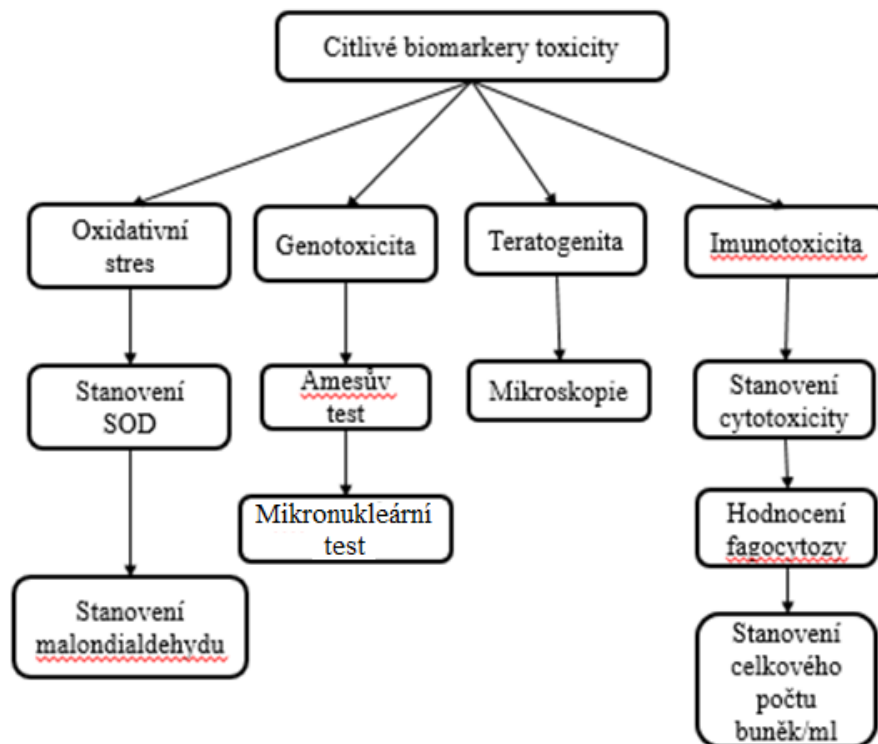 Citlivé biomarkery toxicity
Oxidativní
stres
Genotoxicita
Teratogenita
Imunotoxicita
Stanovení
SOD
Amesův
test
Mikroskopie
Stanovení
cytotoxicity
Mikronukleární
test
Hodnocení
fagocytozy
Stanovení
malondialdehydu
Stanovení
celkového
počtu
buněk/ml